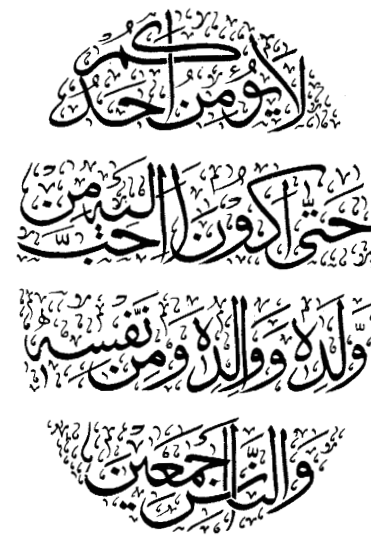 لا يؤمن أحدكم
حتى أكون أحب إليه من
ولده ووالده ومن نفسه
والناس أجمعين